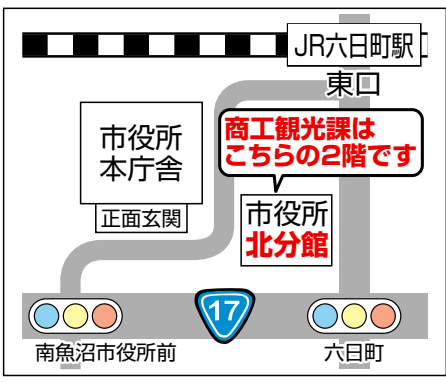 JR六日町駅
東口
市役所
本庁舎
正面玄関
商工観光課は
こちらの2階です
市役所
北分館
17
南魚沼市役所前
六日町